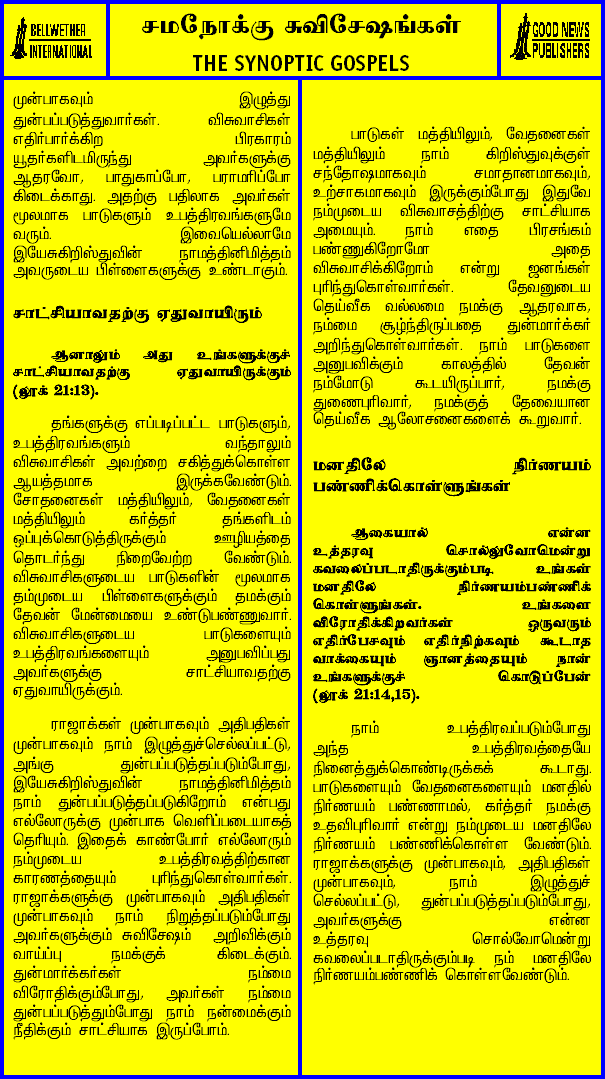 BELLWETHER
INTERNATIONAL
சமநோக்கு சுவிசேஷங்கள்
THE SYNOPTIC GOSPELS
GOOD NEWS
PUBLISHERS
முன்பாகவும் இழுத்து
துன்பப்படுத்துவார்கள். விசுவாசிகள்
எதிர்பார்க்கிற பிரகாரம்
யூதர்களிடமிருந்து அவர்களுக்கு
ஆதரவோ, பாதுகாப்போ, பராமரிப்போ
கிடைக்காது. அதற்கு பதிலாக அவர்கள்
மூலமாக பாடுகளும் உபத்திரவங்களுமே
வரும். இவையெல்லாமே
இயேசுகிறிஸ்துவின் நாமத்தினிமித்தம்
அவருடைய பிள்ளைகளுக்கு உண்டாகும்.
சாட்சியாவதற்கு ஏதுவாயிரும்
ஆனாலும் அது உங்களுக்குச்
சாட்சியாவதற்கு ஏதுவாயிருக்கும்
(லூக் 21:13).
தங்களுக்கு எப்படிப்பட்ட பாடுகளும்,
உபத்திரவங்களும் வந்தாலும்
விசுவாசிகள் அவற்றை சகித்துக்கொள்ள
ஆயத்தமாக இருக்கவேண்டும்.
சோதனைகள் மத்தியிலும், வேதனைகள்
மத்தியிலும் கர்த்தர் தங்களிடம்
ஒப்புக்கொடுத்திருக்கும் ஊழியத்தை
தொடர்ந்து நிறைவேற்ற வேண்டும்.
விசுவாசிகளுடைய பாடுகளின் மூலமாக
தம்முடைய பிள்ளைகளுக்கும் தமக்கும்
தேவன் மேன்மையை உண்டுபண்ணுவார்.
விசுவாசிகளுடைய பாடுகளையும்
உபத்திரவங்களையும் அனுபவிப்பது
அவர்களுக்கு சாட்சியாவதற்கு
ஏதுவாயிருக்கும்.
ராஜாக்கள் முன்பாகவும் அதிபதிகள்
முன்பாகவும் நாம் இழுத்துச்செல்லப்பட்டு,
அங்கு துன்பப்படுத்தப்படும்போது,
இயேசுகிறிஸ்துவின் நாமத்தினிமித்தம்
நாம் துன்பப்படுத்தப்படுகிறோம் என்பது
எல்லோருக்கு முன்பாக வெளிப்படையாகத்
தெரியும். இதைக் காண்போர் எல்லோரும்
நம்முடைய உபத்திரவத்திற்கான
காரணத்தையும் புரிந்துகொள்வார்கள்.
ராஜாக்களுக்கு முன்பாகவும் அதிபதிகள்
முன்பாகவும் நாம் நிறுத்தப்படும்போது
அவர்களுக்கும் சுவிசேஷம் அறிவிக்கும்
வாய்ப்பு நமக்குக் கிடைக்கும்.
துன்மார்க்கர்கள் நம்மை
விரோதிக்கும்போது, அவர்கள் நம்மை
துன்பப்படுத்தும்போது நாம் நன்மைக்கும்
நீதிக்கும் சாட்சியாக இருப்போம்.
பாடுகள் மத்தியிலும், வேதனைகள்
மத்தியிலும் நாம் கிறிஸ்துவுக்குள்
சந்தோஷமாகவும் சமாதானமாகவும்,
உற்சாகமாகவும் இருக்கும்போது இதுவே
நம்முடைய விசுவாசத்திற்கு சாட்சியாக
அமையும். நாம் எதை பிரசங்கம்
பண்ணுகிறோமோ அதை
விசுவாசிக்கிறோம் என்று ஜனங்கள்
புரிந்துகொள்வார்கள். தேவனுடைய
தெய்வீக வல்லமை நமக்கு ஆதரவாக,
நம்மை சூழ்ந்திருப்பதை துன்மார்க்கர்
அறிந்துகொள்வார்கள். நாம் பாடுகளை
அனுபவிக்கும் காலத்தில் தேவன்
நம்மோடு கூடயிருப்பார், நமக்கு
துணைபுரிவார், நமக்குத் தேவையான
தெய்வீக ஆலோசனைகளைக் கூறுவார்.
மனதிலே நிர்ணயம்
பண்ணிக்கொள்ளுங்கள்
ஆகையால் என்ன
உத்தரவு சொல்லுவோமென்று
கவலைப்படாதிருக்கும்படி உங்கள்
மனதிலே நிர்ணயம்பண்ணிக்
கொள்ளுங்கள். உங்களை
விரோதிக்கிறவர்கள் ஒருவரும்
எதிர்பேசவும் எதிர்நிற்கவும் கூடாத
வாக்கையும் ஞானத்தையும் நான்
உங்களுக்குச் கொடுப்பேன்
(லூக் 21:14,15).
நாம் உபத்திரவப்படும்போது
அந்த உபத்திரவத்தையே
நினைத்துக்கொண்டிருக்கக் கூடாது.
பாடுகளையும் வேதனைகளையும் மனதில்
நிர்ணயம் பண்ணாமல், கர்த்தர் நமக்கு
உதவிபுரிவார் என்று நம்முடைய மனதிலே
நிர்ணயம் பண்ணிக்கொள்ள வேண்டும்.
ராஜாக்களுக்கு முன்பாகவும், அதிபதிகள்
முன்பாகவும், நாம் இழுத்துச்
செல்லப்பட்டு, துன்பப்படுத்தப்படும்போது,
அவர்களுக்கு என்ன
உத்தரவு சொல்வோமென்று
கவலைப்படாதிருக்கும்படி நம் மனதிலே
நிர்ணயம்பண்ணிக் கொள்ளவேண்டும்.